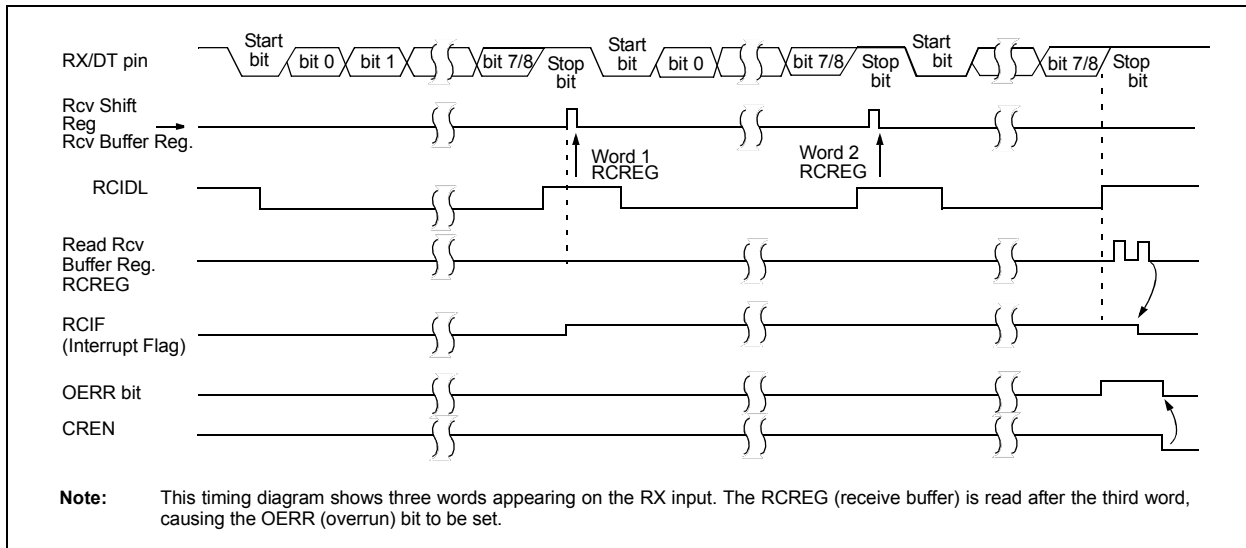 RX/DT pin
Start
bit
bit 0
bit 1
bit 7/8
Stop
bit
Start
bit
bit 0
bit 7/8
Stop
bit
Start
bit
bit 7/8
Stop
bit
Rcv Shift
Reg
Rcv Buffer Reg.
Word 1
RCREG
Word 2
RCREG
RCIDL
Read Rcv
Buffer Reg.
RCREG
RCIF
(Interrupt Flag)
OERR bit
CREN
Note: This timing diagram shows three words appearing on the RX input. The RCREG (receive buffer) is read after the third word,
causing the OERR (overrun) bit to be set.